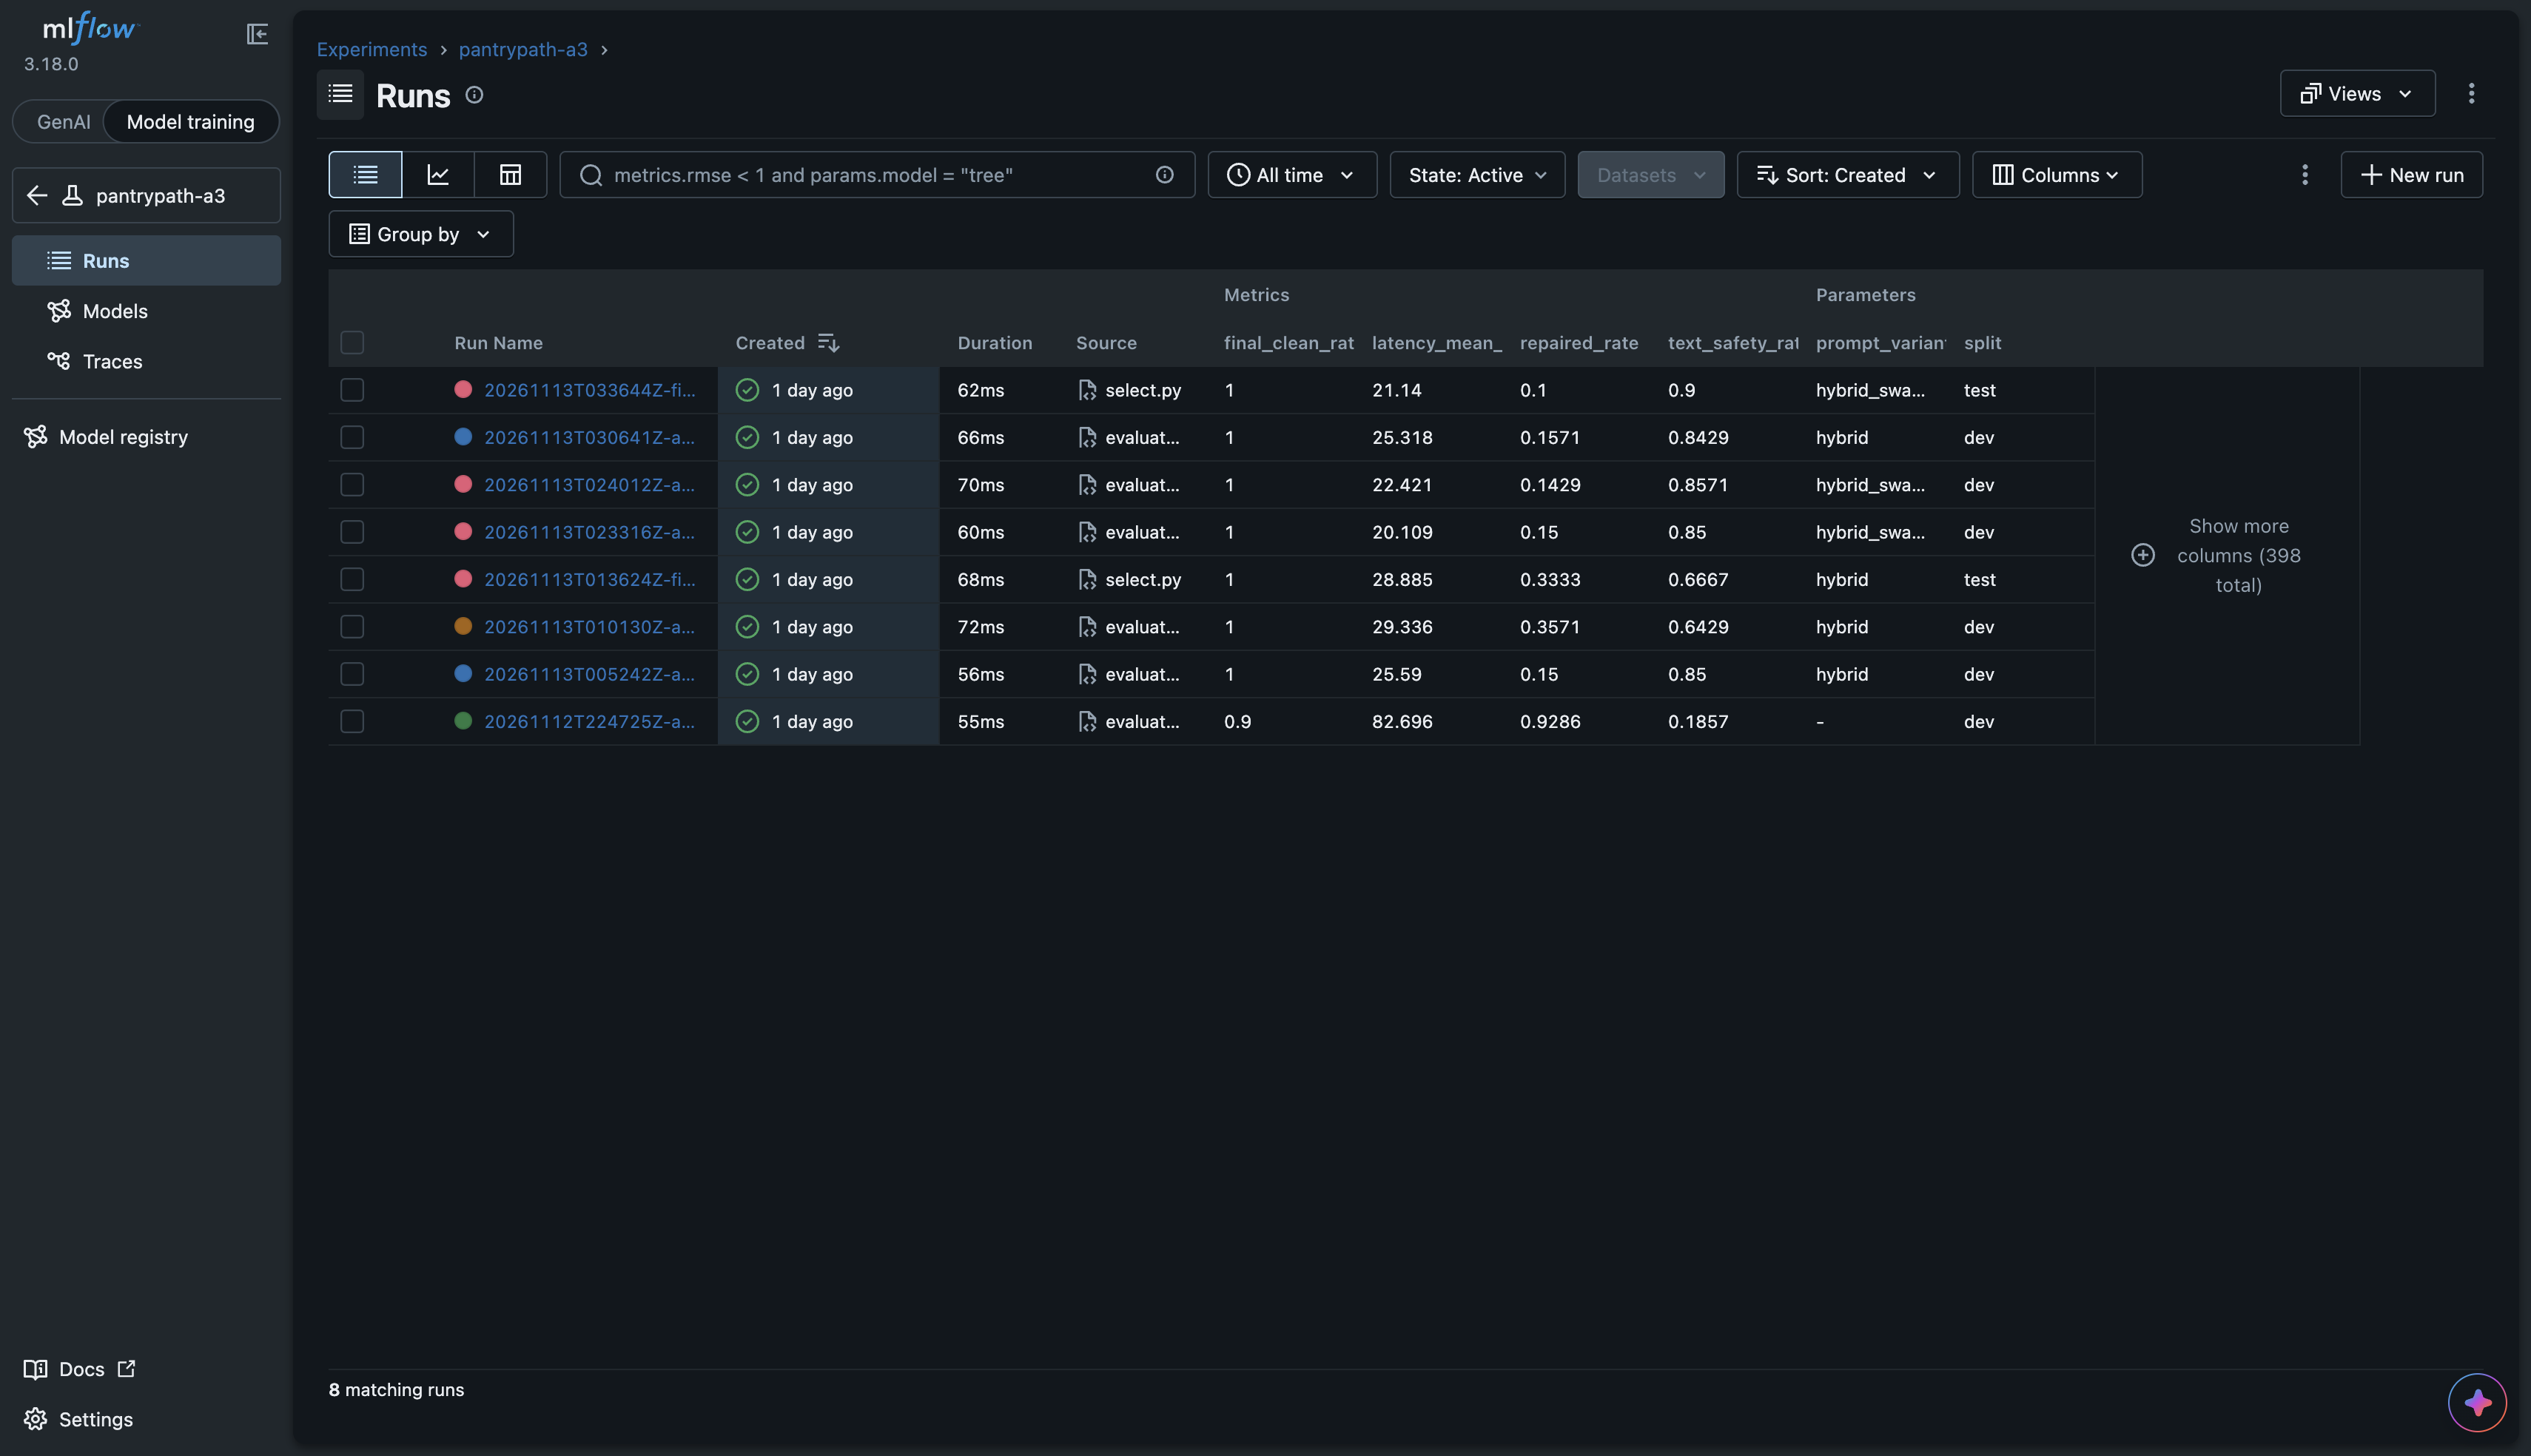 mlflow
3.18.0
GenAI Model training
pantrypath-a3
Runs
Models
Traces
Model registry
Docs
Settings
Experiments > pantrypath-a3 >
Runs
Views
metrics.rmse < 1 and params.model = "tree"
All time
State: Active
Datasets
Sort: Created
Columns
New run
Group by
Metrics Parameters
Run Name Created Duration Source final_clean_rat latency_mean_ repaired_rate text_safety_rat prompt_varian split
20261113T033644Z-fi... 1 day ago 62ms select.py 1 21.14 0.1 0.9 hybrid_swa... test
20261113T030641Z-a... 1 day ago 66ms evaluat... 1 25.318 0.1571 0.8429 hybrid dev
20261113T024012Z-a... 1 day ago 70ms evaluat... 1 22.421 0.1429 0.8571 hybrid_swa... dev
20261113T023316Z-a... 1 day ago 60ms evaluat... 1 20.109 0.15 0.85 hybrid_swa... dev
20261113T013624Z-fi... 1 day ago 68ms select.py 1 28.885 0.3333 0.6667 hybrid test
20261113T010130Z-a... 1 day ago 72ms evaluat... 1 29.336 0.3571 0.6429 hybrid dev
20261113T005242Z-a... 1 day ago 56ms evaluat... 1 25.59 0.15 0.85 hybrid dev
20261112T224725Z-a... 1 day ago 55ms evaluat... 0.9 82.696 0.9286 0.1857 - dev
Show more
columns (398
total)
8 matching runs